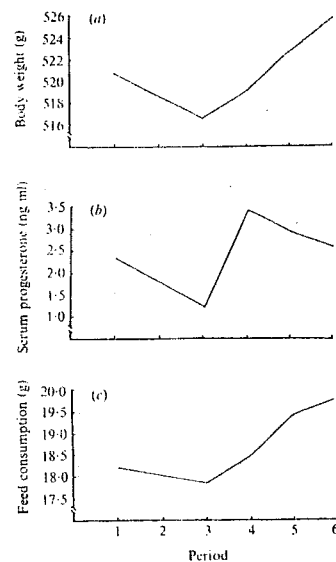 (a)
Body weight (g)
526
524
522
520
518
516
(b)
Serum progesterone (ng ml)
3·5
3·0
2·5
2·0
1·5
1·0
(c)
Feed consumption (g)
20·0
19·5
19·0
18·5
18·0
17·5
1 2 3 4 5 6
Period